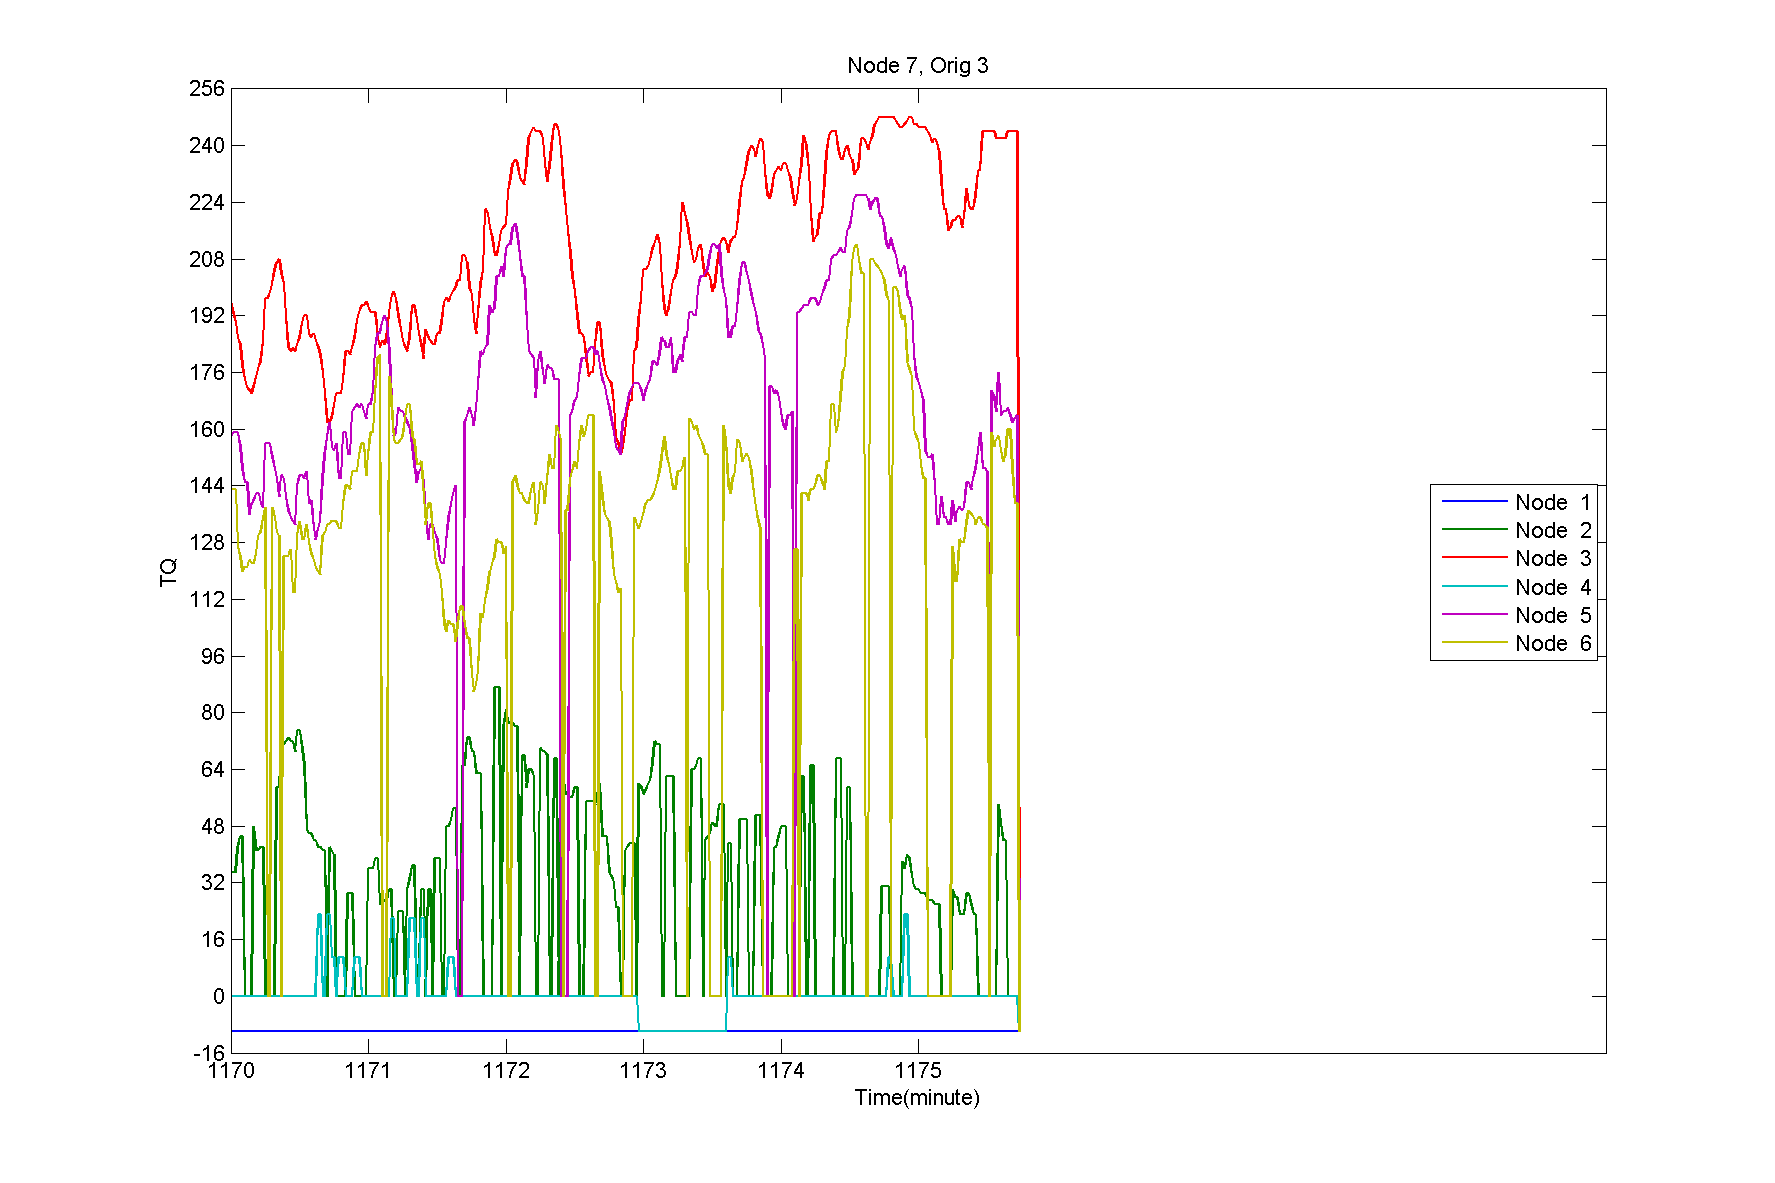 Node 7, Orig 3
256
240
224
208
192
176
160
144
128
112
96
80
64
48
32
16
0
-16
TQ
1170 1171 1172 1173 1174 1175
Time(minute)
Node 1
Node 2
Node 3
Node 4
Node 5
Node 6